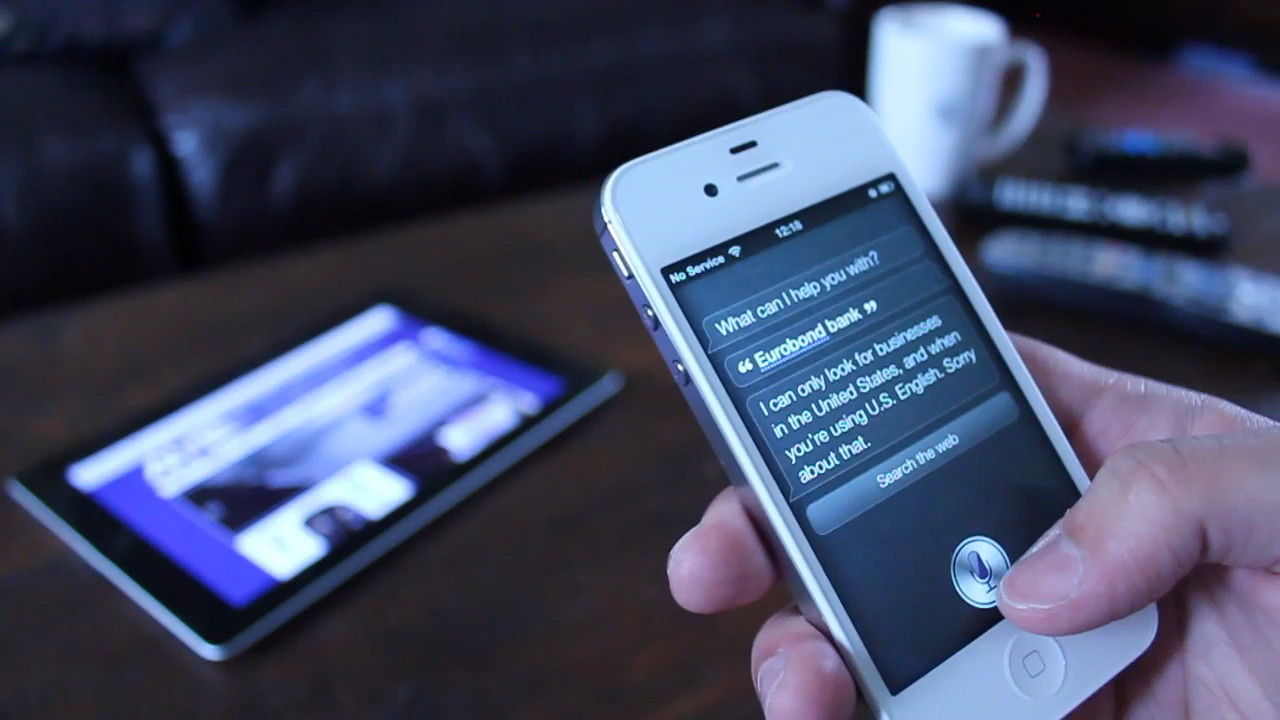 No Service 12:16
What can I help you with?
“ Eurobond bank ”
I can only look for businesses
in the United States, and when
you're using U.S. English. Sorry
about that.
Search the web